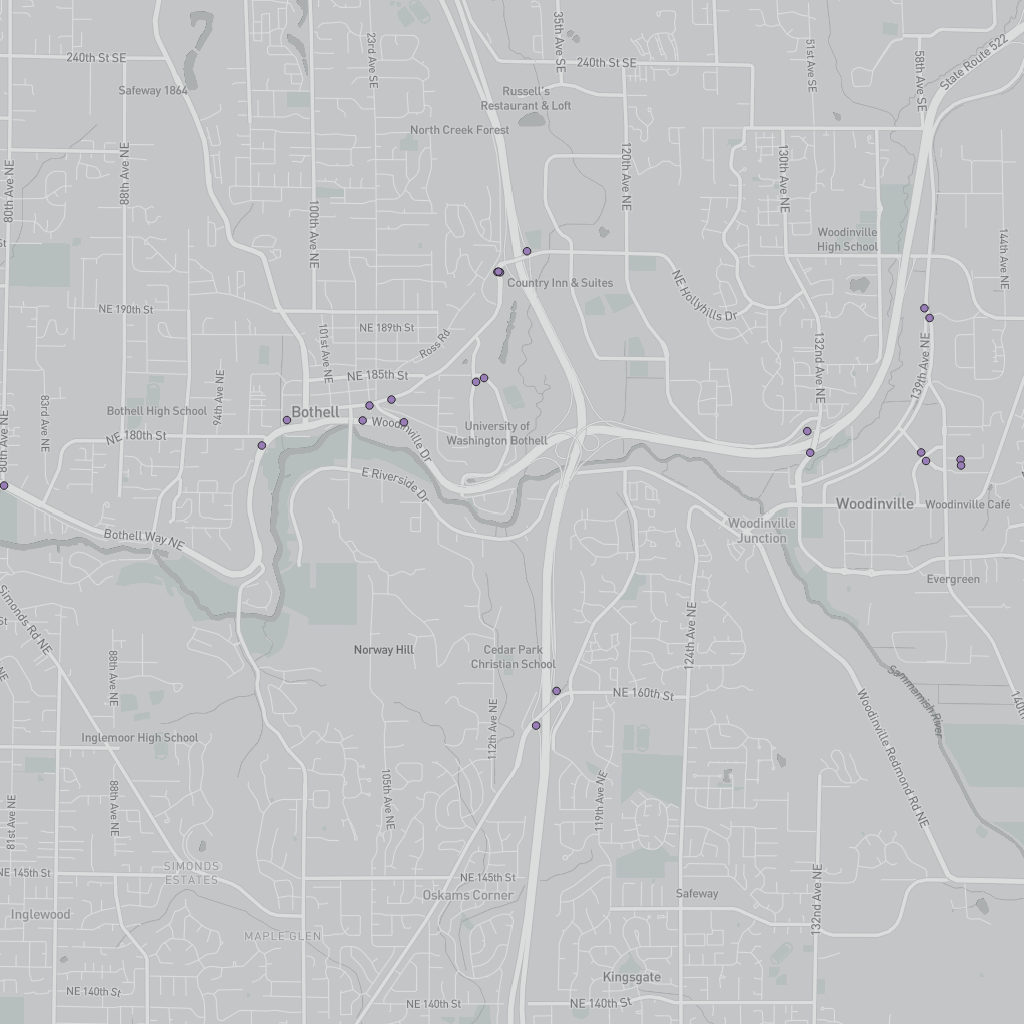 35th Ave SE
23rd Ave SE
51st Ave SE
58th Ave SE
State Route 522
240th St SE
240th St SE
Safeway 1864
Russell's
Restaurant & Loft
North Creek Forest
80th Ave NE
88th Ave NE
120th Ave NE
130th Ave NE
100th Ave NE
Woodinville
High School
144th Ave NE
St
Country Inn & Suites
NE Hollyhills Dr
NE 190th St
NE 189th St
Ross Rd
101st Ave NE
132nd Ave NE
139th Ave NE
NE 185th St
94th Ave NE
83rd Ave NE
Bothell High School
Bothell
Woodinville Dr
University of
Washington Bothell
NE 180th St
80th Ave NE
E Riverside Dr
Woodinville
Woodinville Café
Woodinville
Junction
Bothell Way NE
Evergreen
Simonds Rd NE
St
NE
88th Ave NE
Norway Hill
Cedar Park
Christian School
124th Ave NE
NE 160th St
Sammamish River
140th
112th Ave NE
Woodinville Redmond Rd NE
Inglemoor High School
88th Ave NE
105th Ave NE
119th Ave NE
81st Ave NE
SIMONDS
ESTATES
NE 145th St
NE 145th St
Oskams Corner
Safeway
132nd Ave NE
Inglewood
MAPLE GLEN
Kingsgate
NE 140th St
NE 140th St
NE 140th St